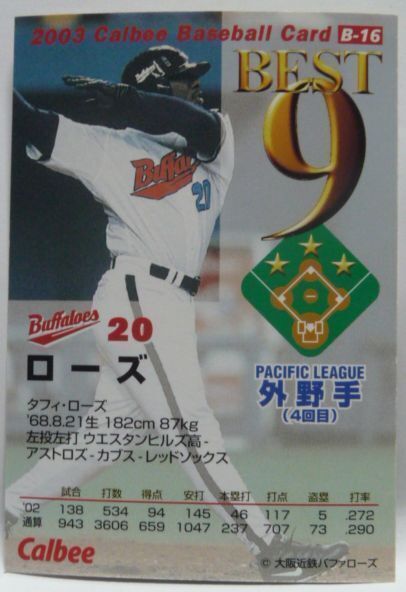 2003 Calbee Baseball Card B-16
BEST
9
Buffaloes
20
Buffaloes 20
ローズ
PACIFIC LEAGUE
外野手
(4回目)
タフィ・ローズ
'68.8.21生 182cm 87kg
左投左打 ウエスタンヒルズ高-
アストロズ-カブス-レッドソックス
試合 打数 得点 安打 本塁打 打点 盗塁 打率
'02 138 534 94 145 46 117 5 .272
通算 943 3606 659 1047 237 707 73 .290
Calbee
© 大阪近鉄バファローズ